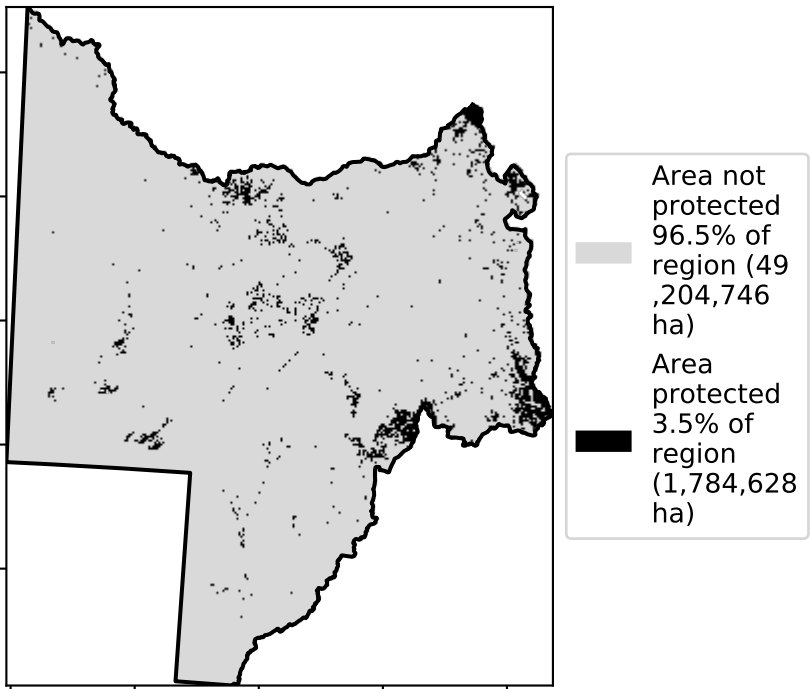 Area not
protected
96.5% of
region (49
,204,746
ha)
Area
protected
3.5% of
region
(1,784,628
ha)